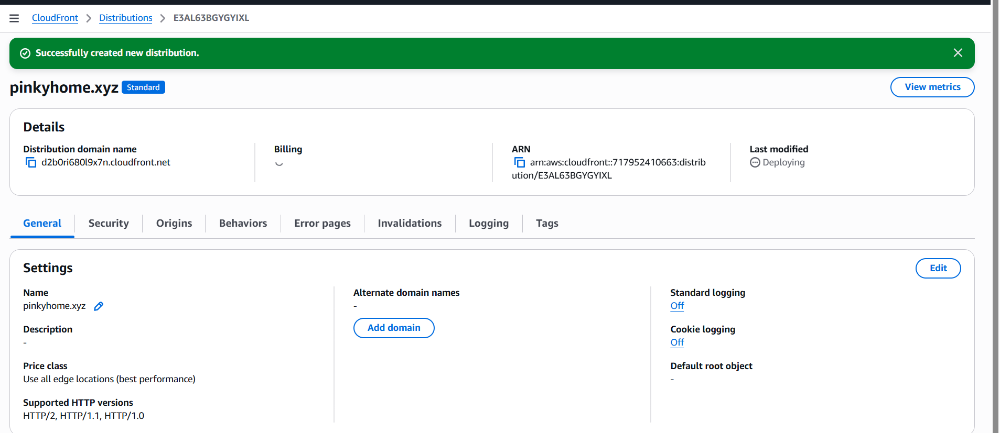 CloudFront > Distributions > E3AL63BGYGYIXL
Successfully created new distribution.
pinkyhome.xyz Standard
View metrics
Details
Distribution domain name
d2b0ri680l9x7n.cloudfront.net
Billing
ARN
arn:aws:cloudfront::717952410663:distrib
ution/E3AL63BGYGYIXL
Last modified
Deploying
General
Security
Origins
Behaviors
Error pages
Invalidations
Logging
Tags
Settings
Edit
Name
pinkyhome.xyz
Description
-
Price class
Use all edge locations (best performance)
Supported HTTP versions
HTTP/2, HTTP/1.1, HTTP/1.0
Alternate domain names
-
Add domain
Standard logging
Off
Cookie logging
Off
Default root object
-